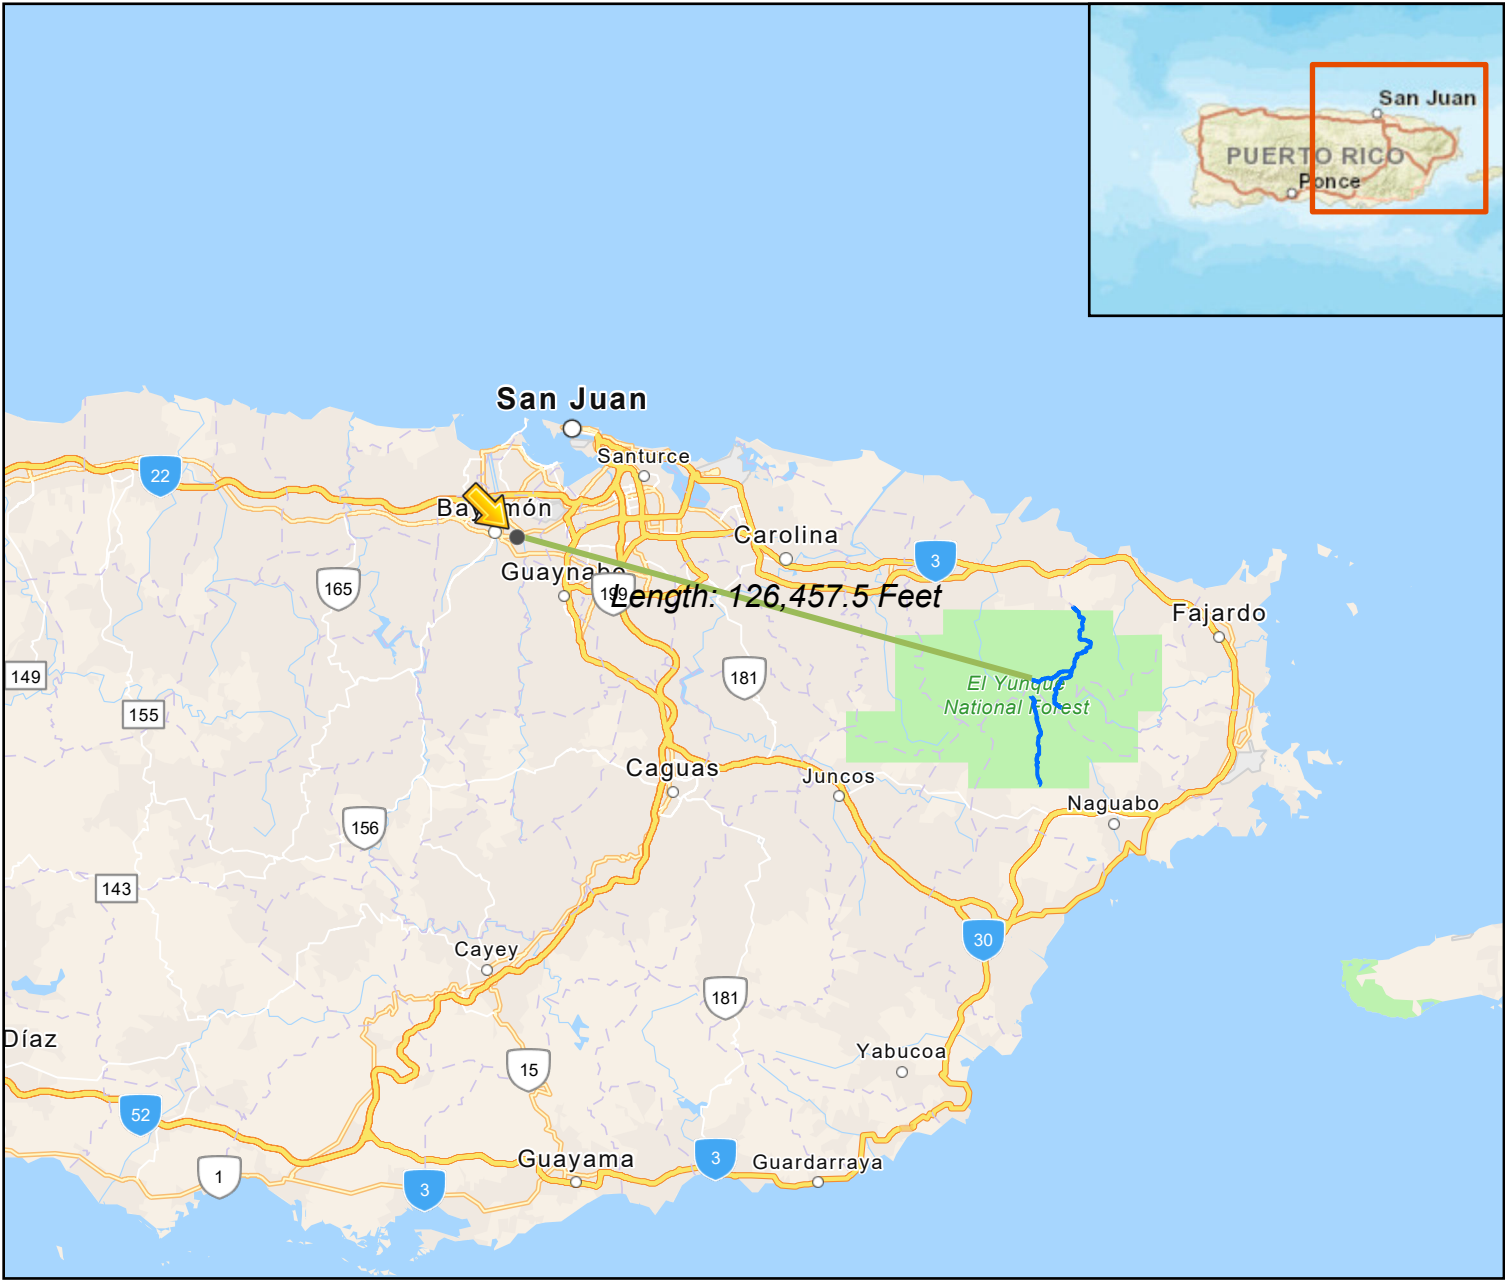 San Juan
PUERTO RICO
Ponce
San Juan
Santurce
22
Bayamón
Carolina
3
Guaynabo
165
199
Length: 126,457.5 Feet
Fajardo
149
181
El Yunque
National Forest
155
Caguas
Juncos
Naguabo
156
143
30
Cayey
181
Díaz
Yabucoa
15
52
Guayama
3
Guardarraya
1
3